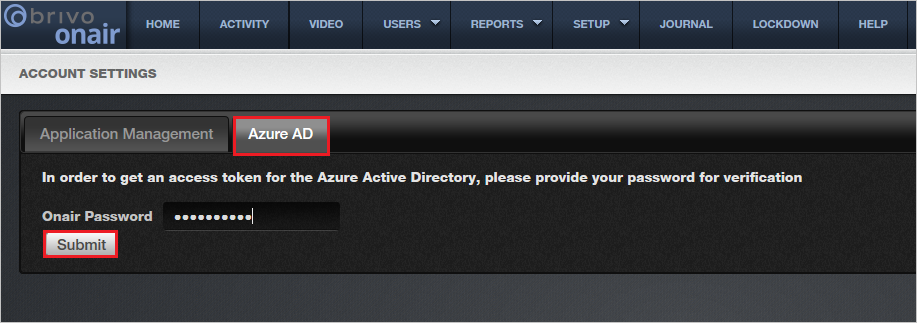 brivo
onair
HOME ACTIVITY VIDEO USERS REPORTS SETUP JOURNAL LOCKDOWN HELP
ACCOUNT SETTINGS
Application Management Azure AD
In order to get an access token for the Azure Active Directory, please provide your password for verification
Onair Password ••••••••••
Submit